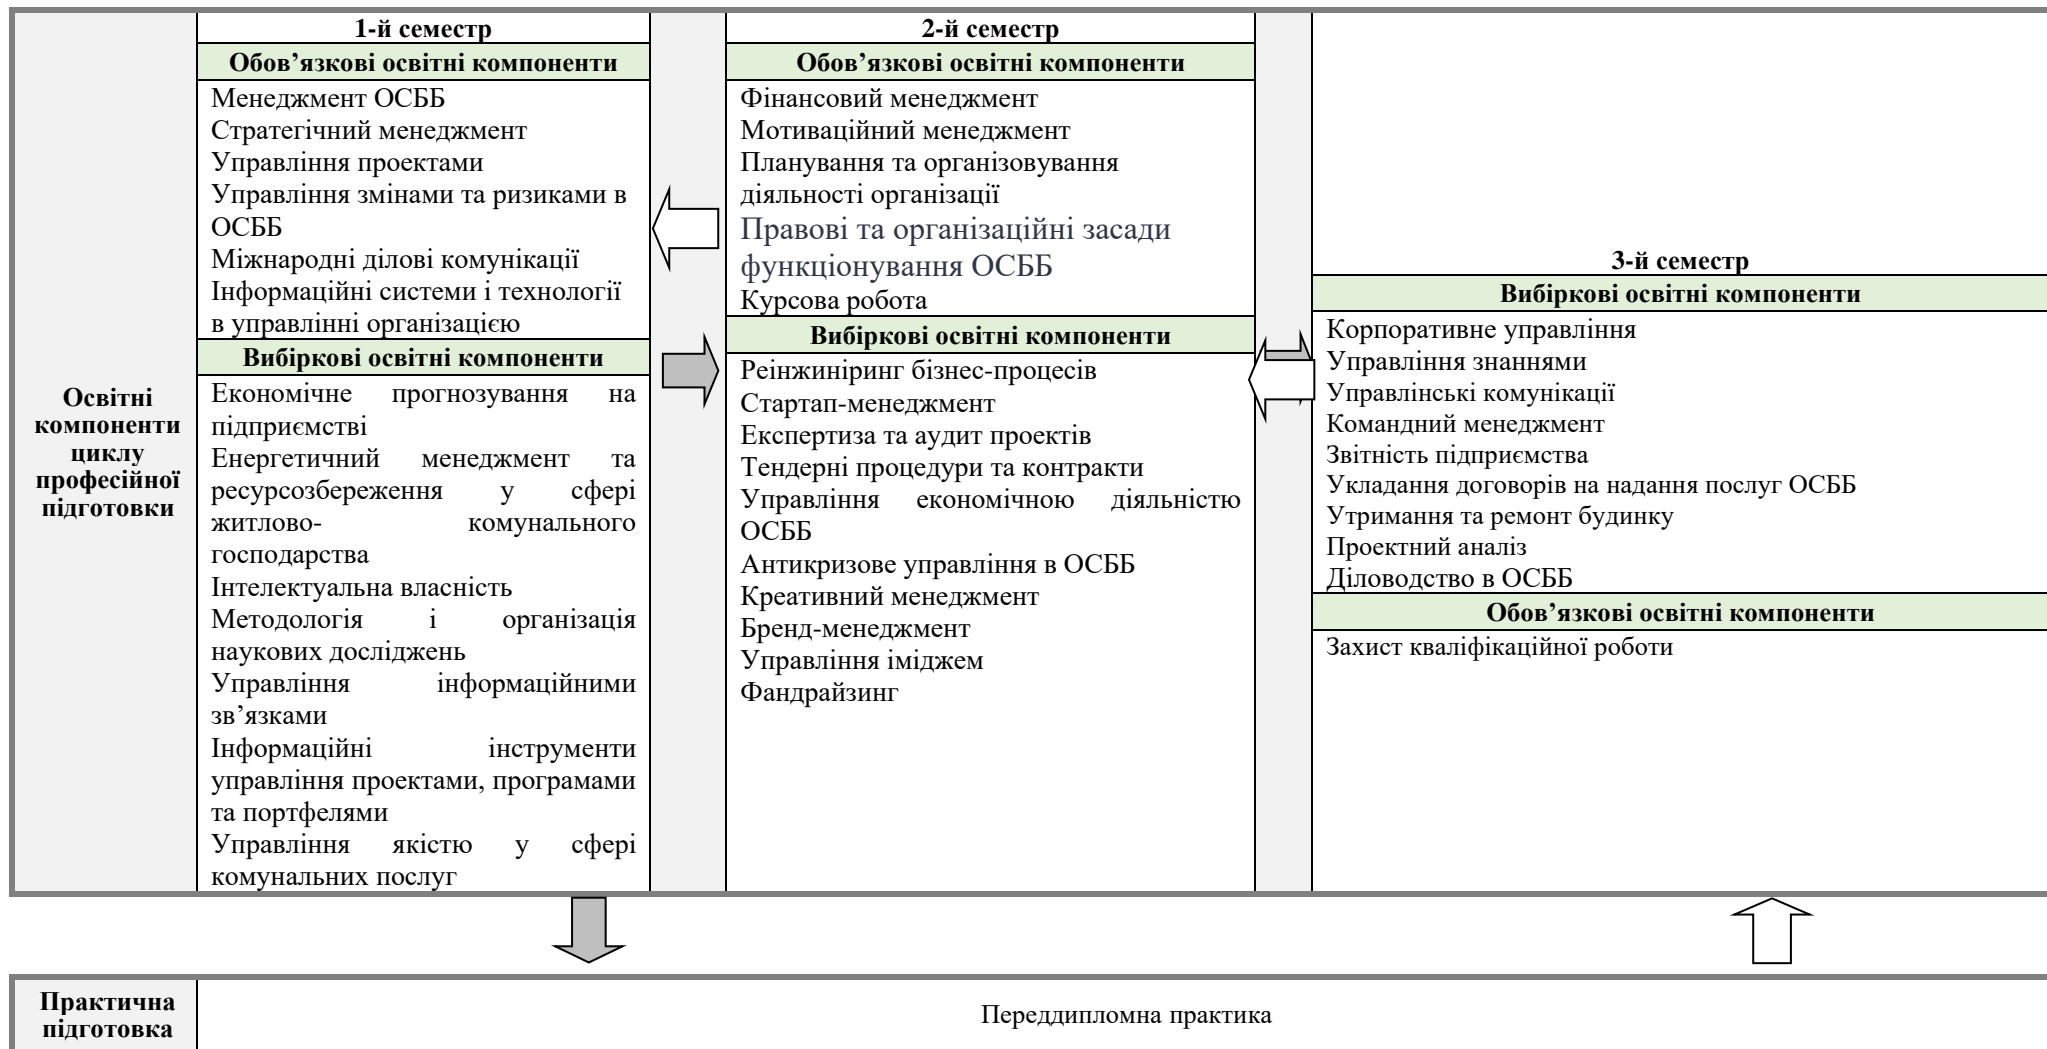 Освітні
компоненти
циклу
професійної
підготовки
1-й семестр
Обов’язкові освітні компоненти
Менеджмент ОСББ
Стратегічний менеджмент
Управління проектами
Управління змінами та ризиками в
ОСББ
Міжнародні ділові комунікації
Інформаційні системи і технології
в управлінні організацією
Вибіркові освітні компоненти
Економічне прогнозування на
підприємстві
Енергетичний менеджмент та
ресурсозбереження у сфері
житлово- комунального
господарства
Інтелектуальна власність
Методологія і організація
наукових досліджень
Управління інформаційними
зв’язками
Інформаційні інструменти
управління проектами, програмами
та портфелями
Управління якістю у сфері
комунальних послуг
2-й семестр
Обов’язкові освітні компоненти
Фінансовий менеджмент
Мотиваційний менеджмент
Планування та організовування
діяльності організації
Правові та організаційні засади
функціонування ОСББ
Курсова робота
Вибіркові освітні компоненти
Реінжиніринг бізнес-процесів
Стартап-менеджмент
Експертиза та аудит проектів
Тендерні процедури та контракти
Управління економічною діяльністю
ОСББ
Антикризове управління в ОСББ
Креативний менеджмент
Бренд-менеджмент
Управління іміджем
Фандрайзинг
3-й семестр
Вибіркові освітні компоненти
Корпоративне управління
Управління знаннями
Управлінські комунікації
Командний менеджмент
Звітність підприємства
Укладання договорів на надання послуг ОСББ
Утримання та ремонт будинку
Проектний аналіз
Діловодство в ОСББ
Обов’язкові освітні компоненти
Захист кваліфікаційної роботи
Практична
підготовка
Переддипломна практика